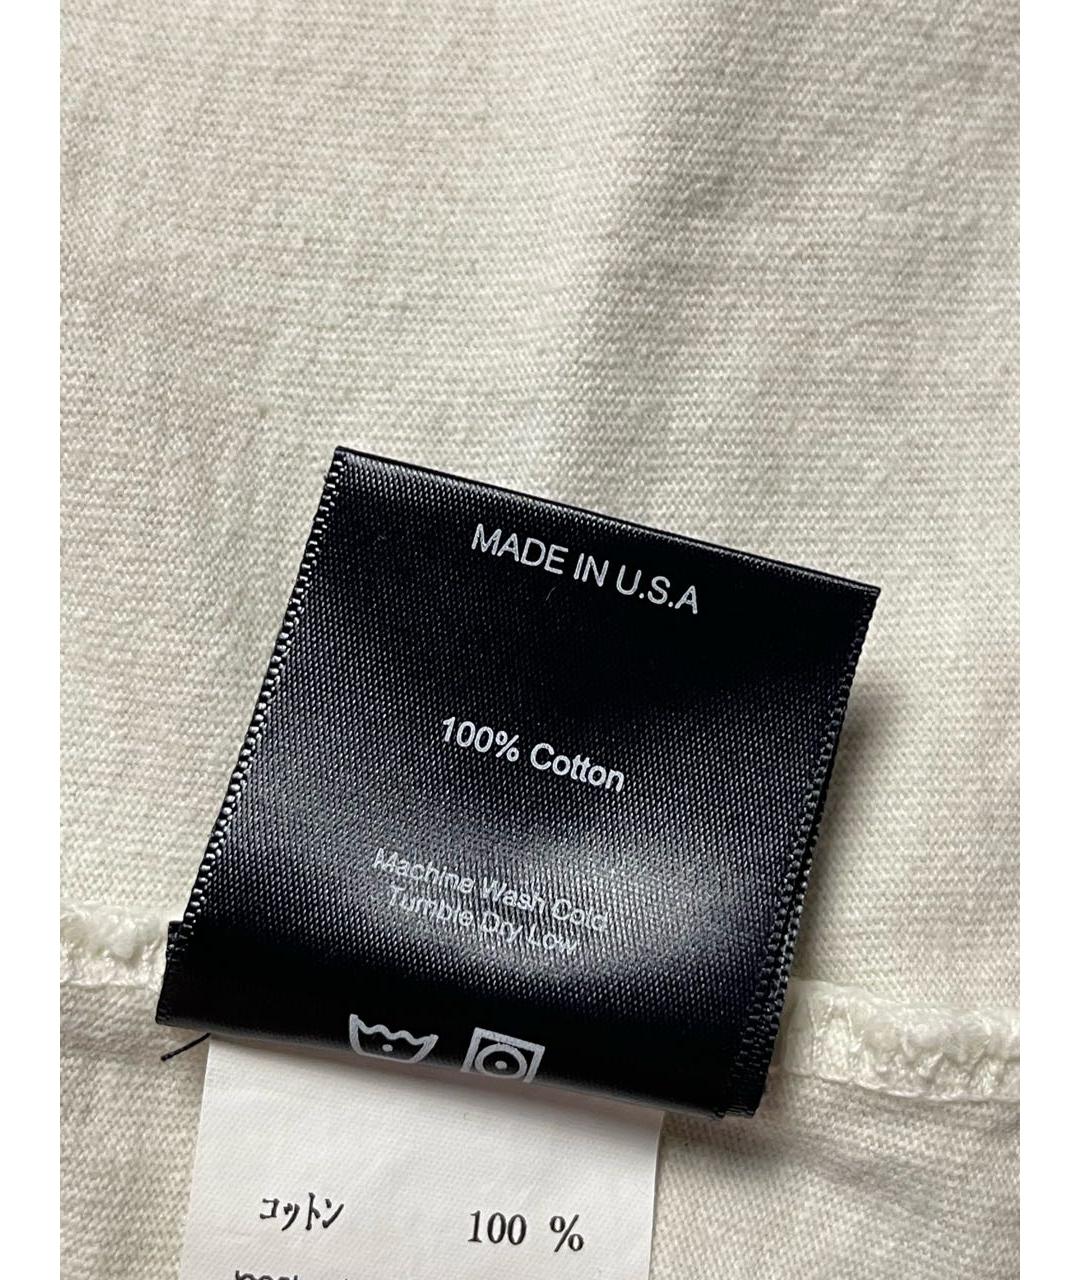 MADE IN U.S.A
100% Cotton
Machine Wash Cold
Tumble Dry Low
コットン 100 %